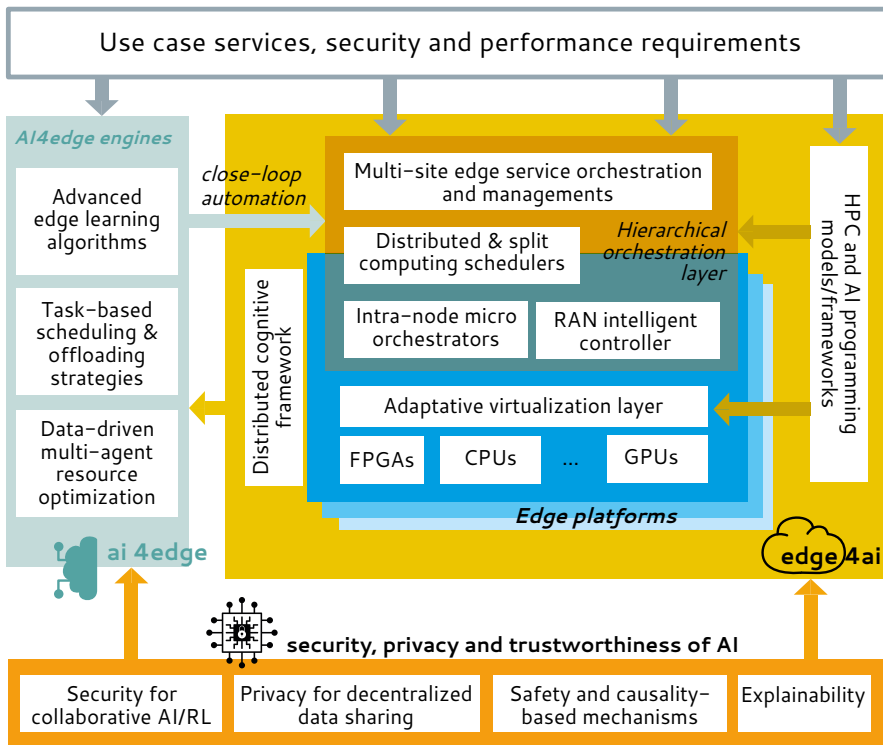 Use case services, security and performance requirements
AI4edge engines
Advanced
edge learning
algorithms
Task-based
scheduling &
offloading
strategies
Data-driven
multi-agent
resource
optimization
ai 4edge
close-loop
automation
Multi-site edge service orchestration
and managements
Distributed & split
computing schedulers
Hierarchical
orchestration
layer
Intra-node micro
orchestrators
RAN intelligent
controller
Distributed cognitive
framework
Adaptative virtualization layer
FPGAs
CPUs
...
GPUs
Edge platforms
HPC and AI programming
models/frameworks
edge 4ai
security, privacy and trustworthiness of AI
Security for
collaborative AI/RL
Privacy for decentralized
data sharing
Safety and causality-
based mechanisms
Explainability